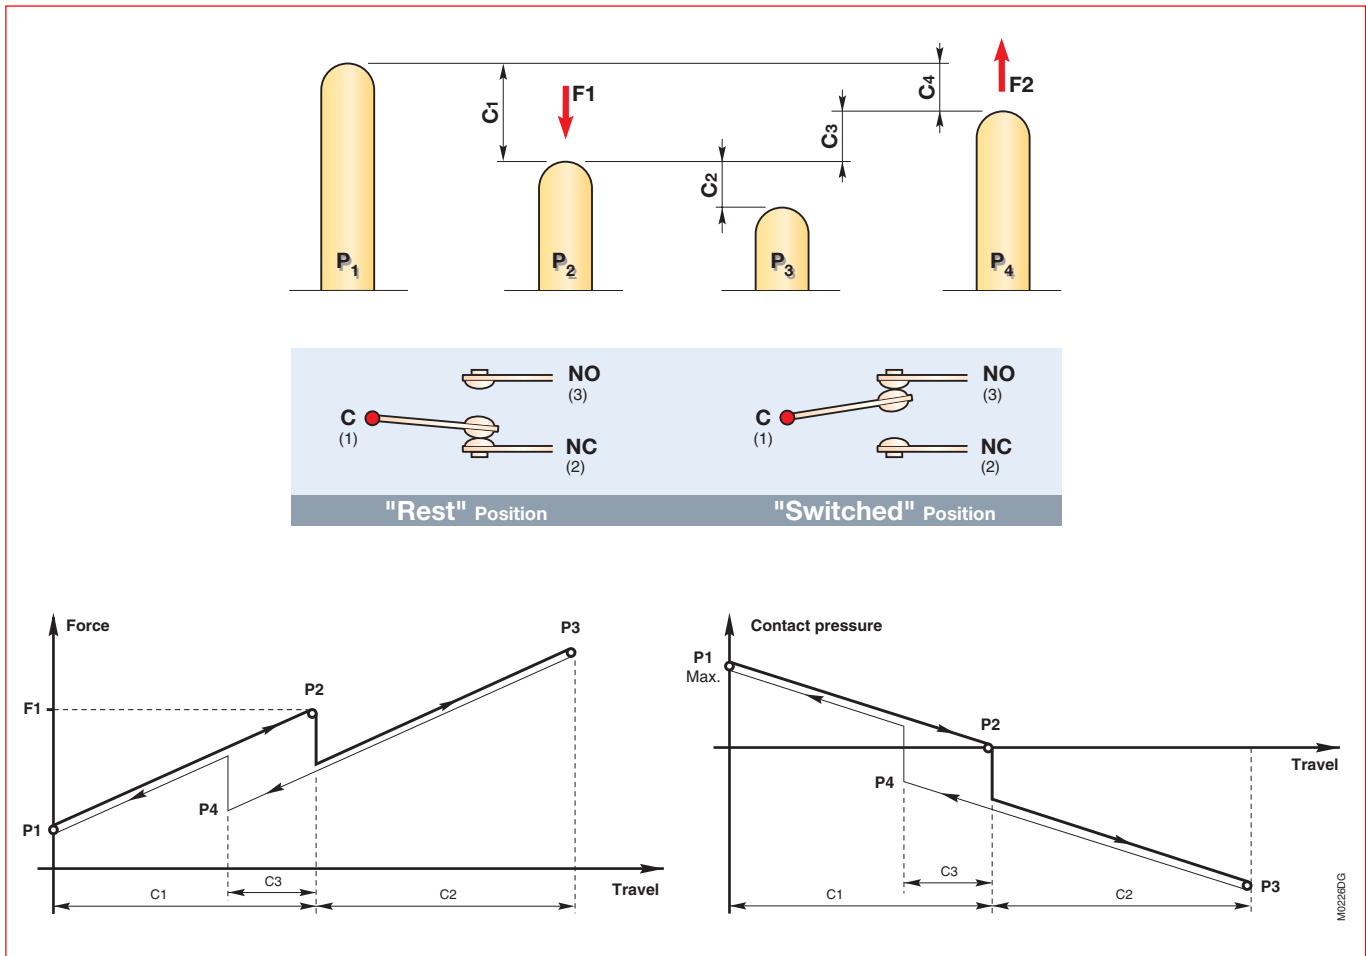 C1
F1
C2
C3
C4
F2
P1
P2
P3
P4
NO
(3)
C
(1)
NC
(2)
NO
(3)
C
(1)
NC
(2)
"Rest" Position
"Switched" Position
Force
P3
P2
F1
P4
P1
C3
C1
C2
Travel
Contact pressure
P1
Max.
P2
Travel
P4
C3
C1
C2
P3
M0226DG